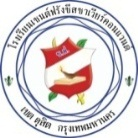 โรงเรียนเซนต์ฟรังซีสซาเวียร์คอนแวนต์
เขต ดุสิต กรุงเทพมหานคร